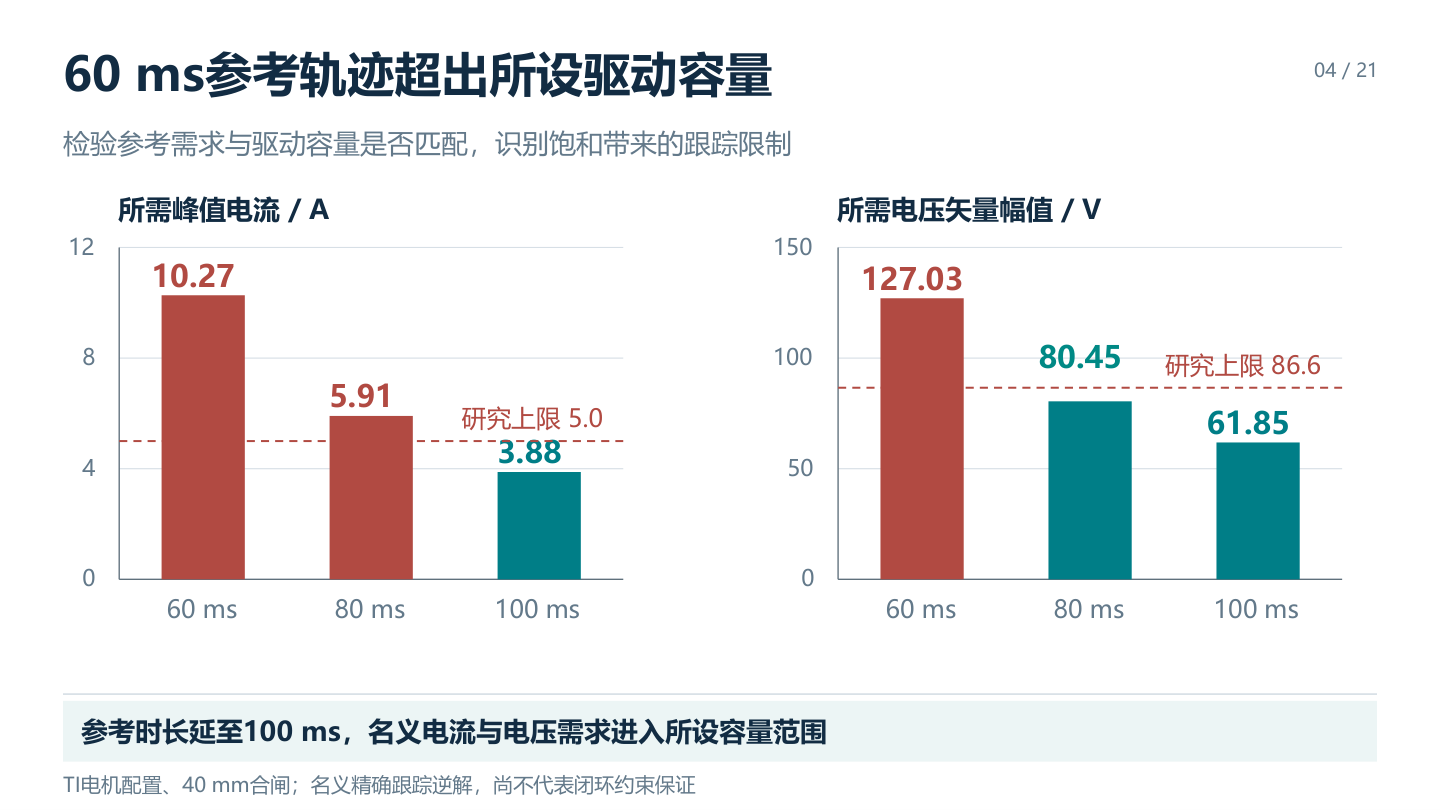 60 ms参考轨迹超出所设驱动容量
04 / 21
检验参考需求与驱动容量是否匹配，识别饱和带来的跟踪限制
所需峰值电流 / A
12
8
4
0
10.27
5.91
研究上限 5.0
3.88
60 ms
80 ms
100 ms
所需电压矢量幅值 / V
150
100
50
0
127.03
80.45
研究上限 86.6
61.85
60 ms
80 ms
100 ms
参考时长延至100 ms，名义电流与电压需求进入所设容量范围
TI电机配置、40 mm合闸；名义精确跟踪逆解，尚不代表闭环约束保证